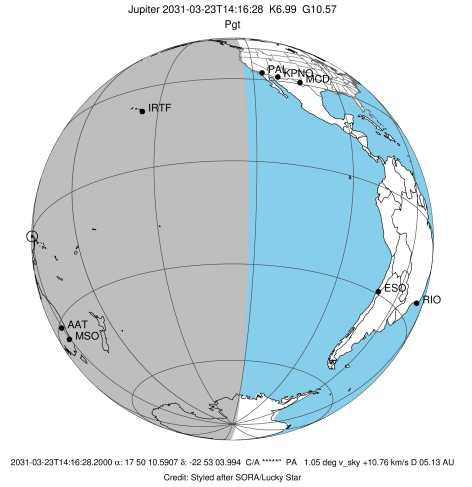 Jupiter 2031-03-23T14:16:28 K6.99 G10.57
Pgt
PAL
KPNO
MCD
IRTF
ESO
RIO
AAT
MSO
2031-03-23T14:16:28.2000 α: 17 50 10.5907 δ: -22 53 03.994 C/A *****" PA 1.05 deg v_sky +10.76 km/s D 05.13 AU
Credit: Styled after SORA/Lucky Star